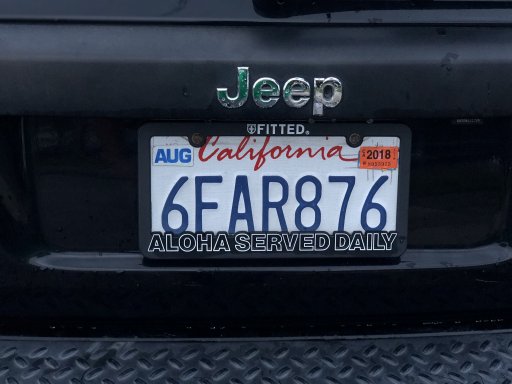 Jeep
FITTED®
AUG California 2018
6FAR876
ALOHA SERVED DAILY